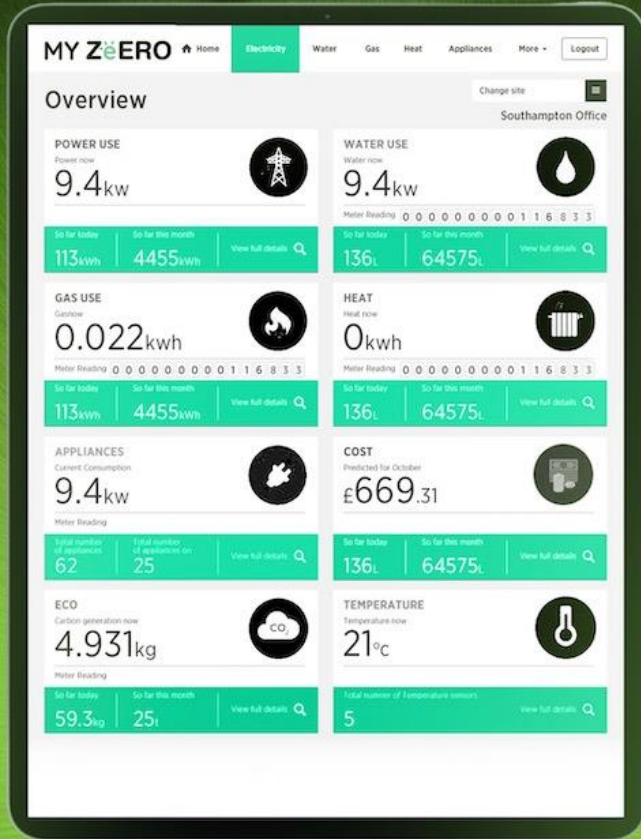 MY ZëERO
Home
Electricity
Water
Gas
Heat
Appliances
More
Logout
Overview
Change site
Southampton Office
POWER USE
Power now
9.4kw
So far today
113kWh
So far this month
4455kWh
View full details
WATER USE
Water now
9.4kw
Meter Reading 0 0 0 0 0 0 0 0 0 1 1 6 8 3 3
So far today
136L
So far this month
64575L
View full details
GAS USE
Gasnow
0.022kwh
Meter Reading 0 0 0 0 0 0 0 0 0 1 1 6 8 3 3
So far today
113kWh
So far this month
4455kWh
View full details
HEAT
Heat now
0kwh
Meter Reading 0 0 0 0 0 0 0 0 0 1 1 6 8 3 3
So far today
136L
So far this month
64575L
View full details
APPLIANCES
Current Consumption
9.4kw
Meter Reading
Total number
of appliances
62
Total number
of appliances on
25
View full details
COST
Predicted for October
£669.31
So far today
136L
So far this month
64575L
View full details
ECO
Carbon generation now
4.931kg
CO2
Meter Reading
So far today
59.3kg
So far this month
25t
View full details
TEMPERATURE
Temperature now
21°C
Total numner of Temperature sensors
5
View full details